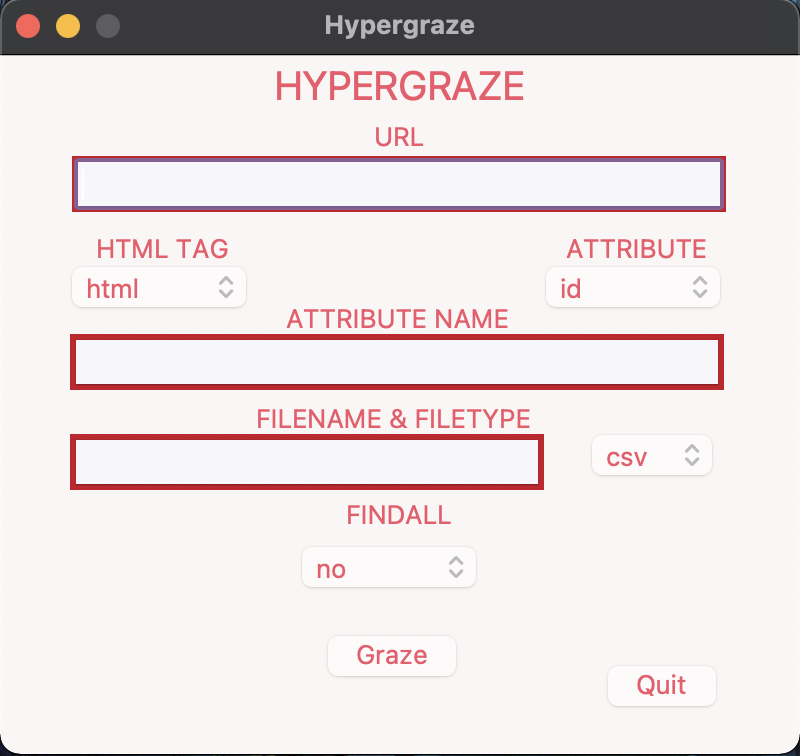 Hypergraze
HYPERGRAZE
URL
HTML TAG
ATTRIBUTE
html
id
ATTRIBUTE NAME
FILENAME & FILETYPE
csv
FINDALL
no
Graze
Quit